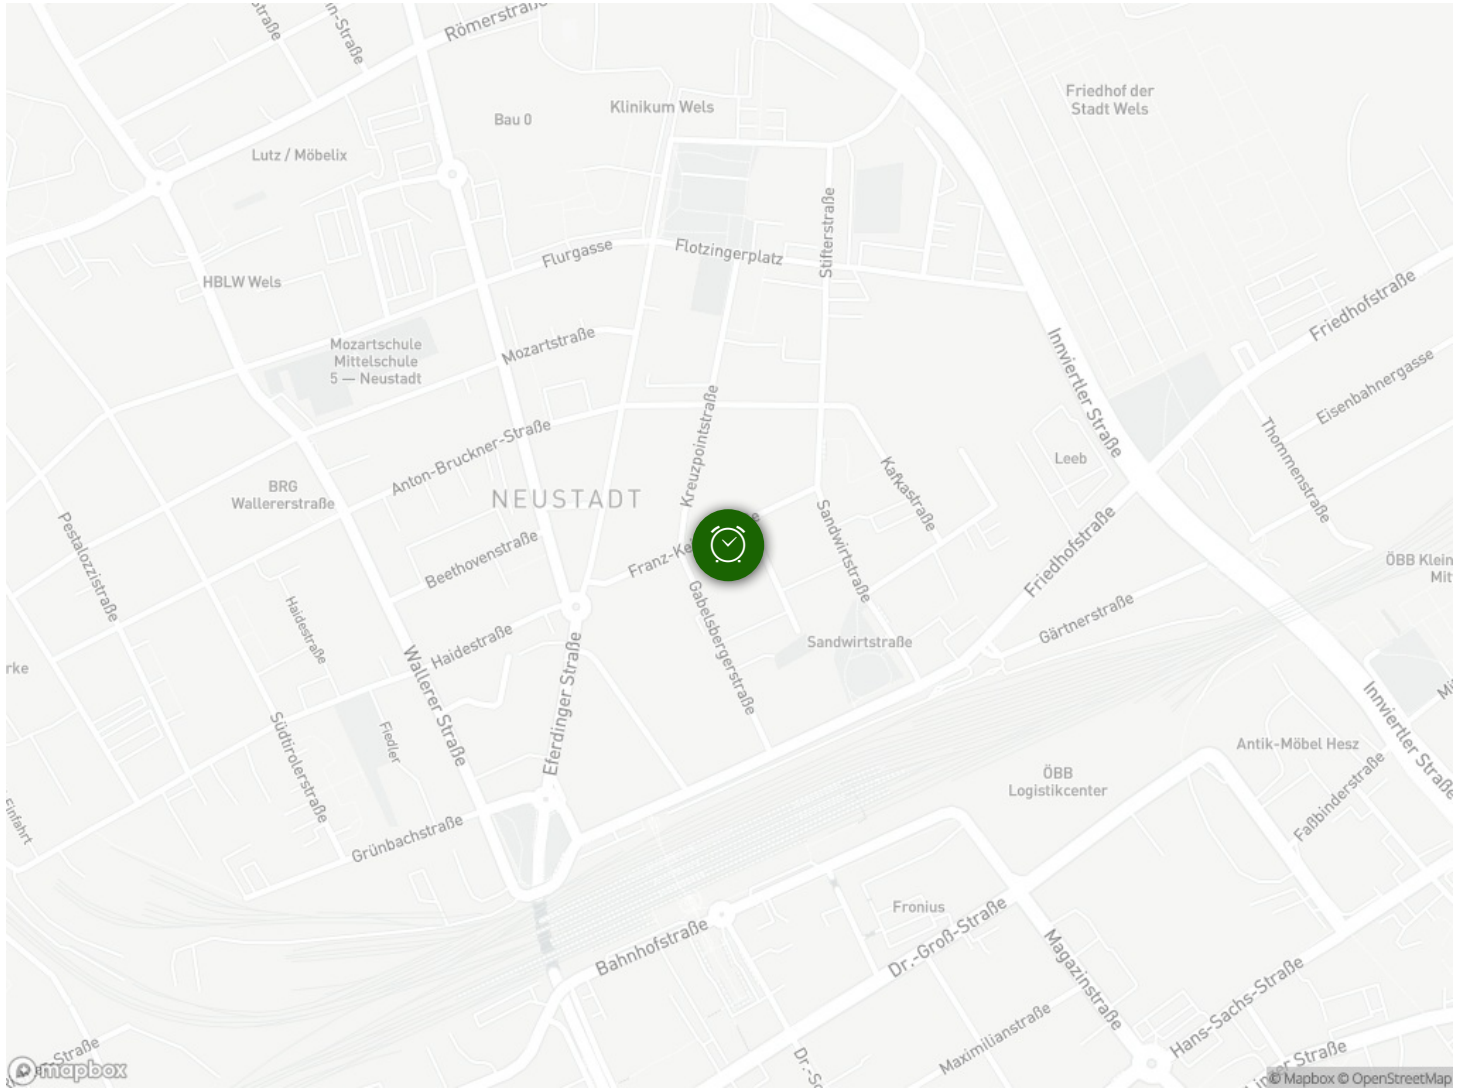 Römerstraße
Klinikum Wels
Friedhof der
Stadt Wels
Bau 0
Lutz / Möbelix
Stifterstraße
Flurgasse
Flotzingerplatz
HBLW Wels
Friedhofstraße
Mozartschule
Mittelschule
5 — Neustadt
Mozartstraße
Innviertler Straße
Eisenbahnergasse
Kreuzpointstraße
Anton-Bruckner-Straße
Thommenstraße
Leeb
Kafkastraße
BRG
Wallererstraße
NEUSTADT
Pestalozzistraße
Sandwirtstraße
Franz-Ke
Beethovenstraße
Friedhofstraße
ÖBB Klein
Mit
Gabelsbergerstraße
Haidestraße
Haidestraße
Gärtnerstraße
Sandwirtstraße
rke
Wallerer Straße
Eferdinger Straße
Innviertler Straße
Südtirolerstraße
Fiedler
Antik-Möbel Hesz
ÖBB
Logistikcenter
Faßbinderstraße
Einfahrt
Grünbachstraße
Fronius
Bahnhofstraße
Dr.-Groß-Straße
Magazinstraße
Hans-Sachs-Straße
Maximilianstraße
mapbox
© Mapbox © OpenStreetMap